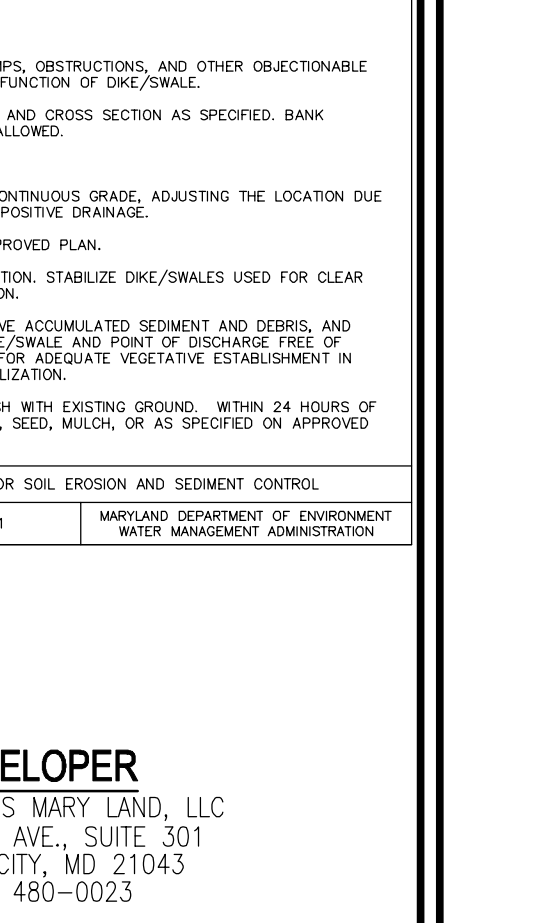 MPS, OBSTRUCTIONS, AND OTHER OBJECTIONABLE
FUNCTION OF DIKE/SWALE.
AND CROSS SECTION AS SPECIFIED. BANK
ALLOWED.
ONTINUOUS GRADE, ADJUSTING THE LOCATION DUE
POSITIVE DRAINAGE.
PROVED PLAN.
TION. STABILIZE DIKE/SWALES USED FOR CLEAR
ON.
VE ACCUMULATED SEDIMENT AND DEBRIS, AND
E/SWALE AND POINT OF DISCHARGE FREE OF
FOR ADEQUATE VEGETATIVE ESTABLISHMENT IN
LIZATION.
SH WITH EXISTING GROUND. WITHIN 24 HOURS OF
, SEED, MULCH, OR AS SPECIFIED ON APPROVED
OR SOIL EROSION AND SEDIMENT CONTROL
MARYLAND DEPARTMENT OF ENVIRONMENT
WATER MANAGEMENT ADMINISTRATION
ELOPER
S MARY LAND, LLC
AVE., SUITE 301
CITY, MD 21043
480-0023